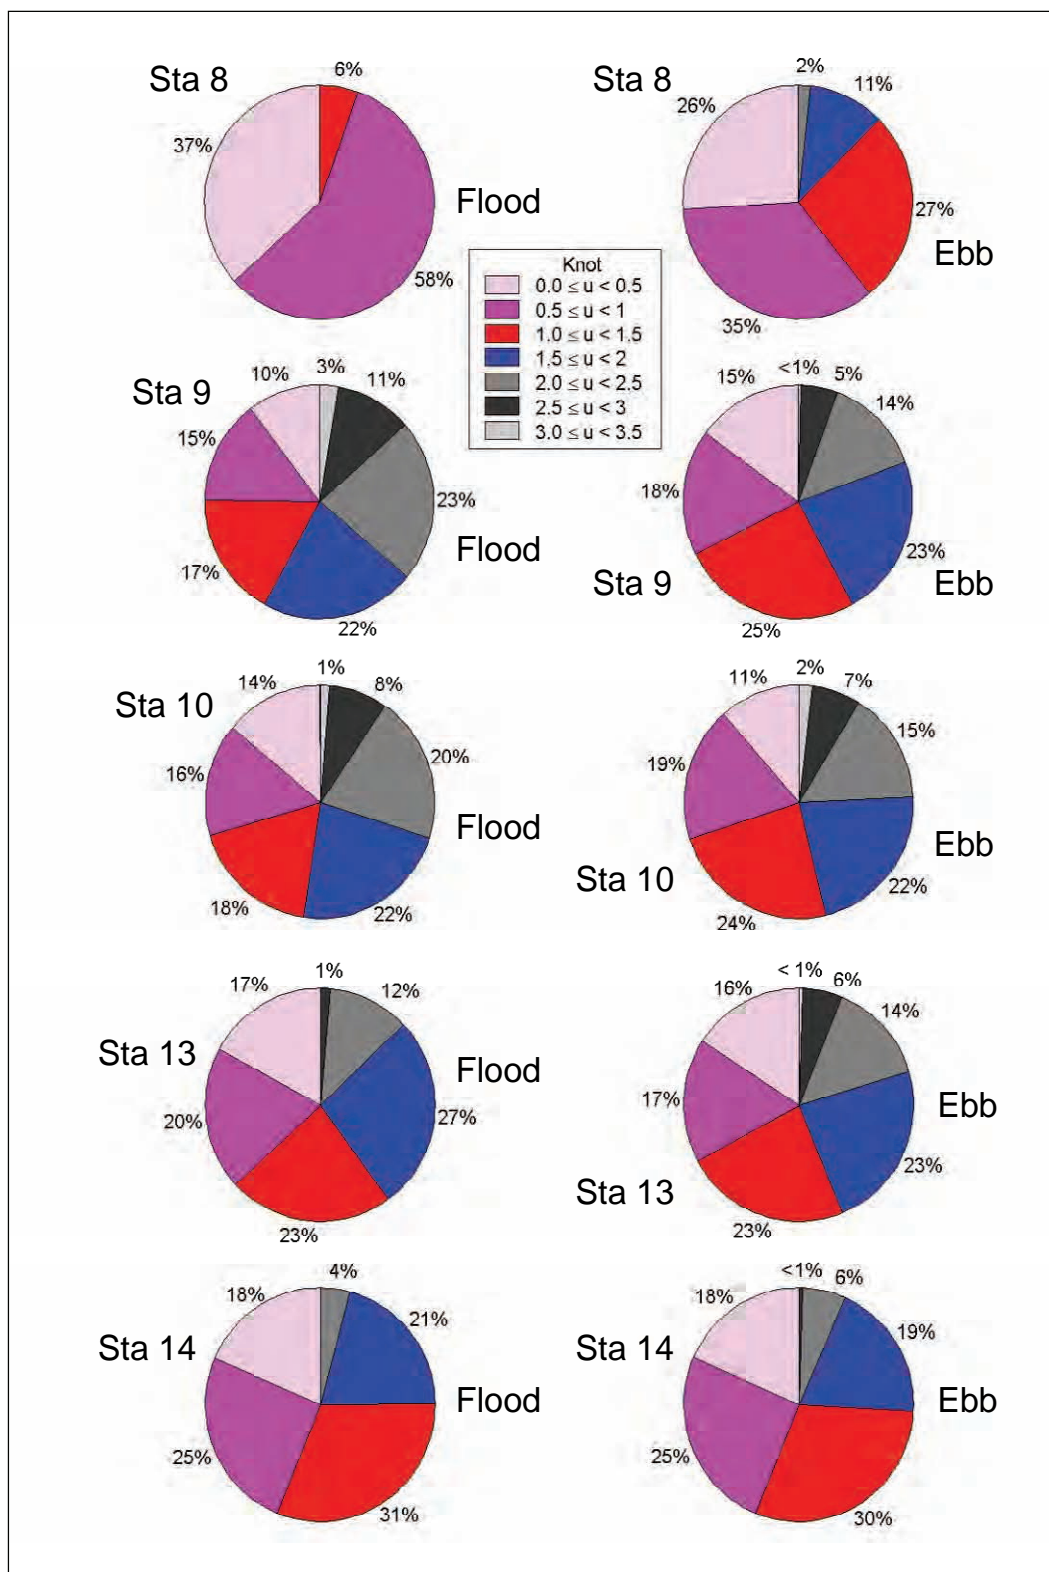 Sta 8
6%
37%
58%
Flood
Sta 8
2%
11%
26%
27%
35%
Ebb
Knot
0.0 ≤ u < 0.5
0.5 ≤ u < 1
1.0 ≤ u < 1.5
1.5 ≤ u < 2
2.0 ≤ u < 2.5
2.5 ≤ u < 3
3.0 ≤ u < 3.5
Sta 9
10%
3%
11%
15%
23%
17%
22%
Flood
15%
<1%
5%
14%
18%
23%
25%
Sta 9
Ebb
Sta 10
14%
1%
8%
16%
20%
18%
22%
Flood
11%
2%
7%
15%
19%
22%
24%
Sta 10
Ebb
Sta 13
17%
1%
12%
20%
27%
23%
Flood
16%
< 1%
6%
14%
17%
23%
23%
Sta 13
Ebb
Sta 14
18%
4%
21%
25%
31%
Flood
Sta 14
18%
<1%
6%
19%
25%
30%
Ebb